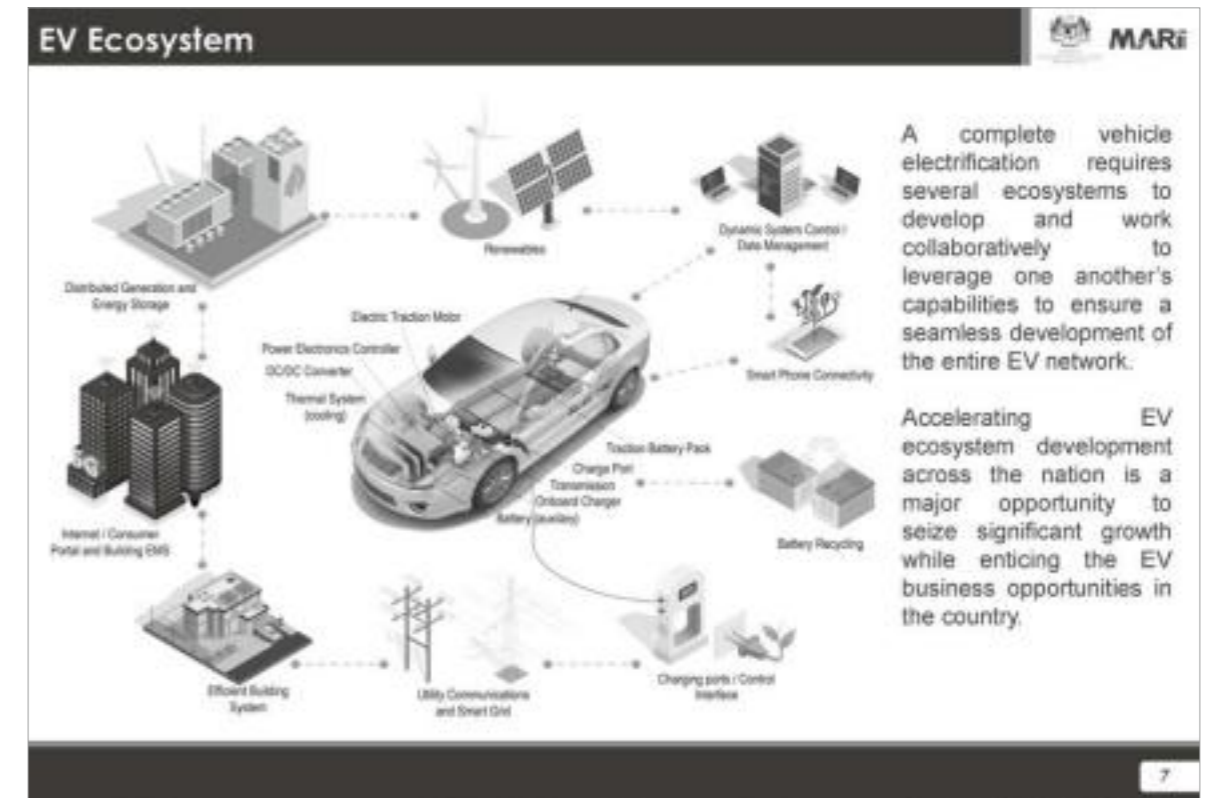 EV Ecosystem
MARii
A complete vehicle
electrification requires
several ecosystems to
develop and work
collaboratively to
leverage one another's
capabilities to ensure a
seamless development of
the entire EV network.
Accelerating EV
ecosystem development
across the nation is a
major opportunity to
seize significant growth
while enticing the EV
business opportunities in
the country.
Distributed Generation and
Energy Storage
Renewables
Dynamic System Control /
Data Management
Electric Traction Motor
Power Electronics Controller
DC/DC Converter
Thermal System
(cooling)
Smart Phone Connectivity
Traction Battery Pack
Charge Port
Transmission
Onboard Charger
Battery (auxiliary)
Battery Recycling
Internet / Consumer
Portal and Building EMS
Efficient Building
System
Utility Communications
and Smart Grid
Charging ports / Control
Interface
7